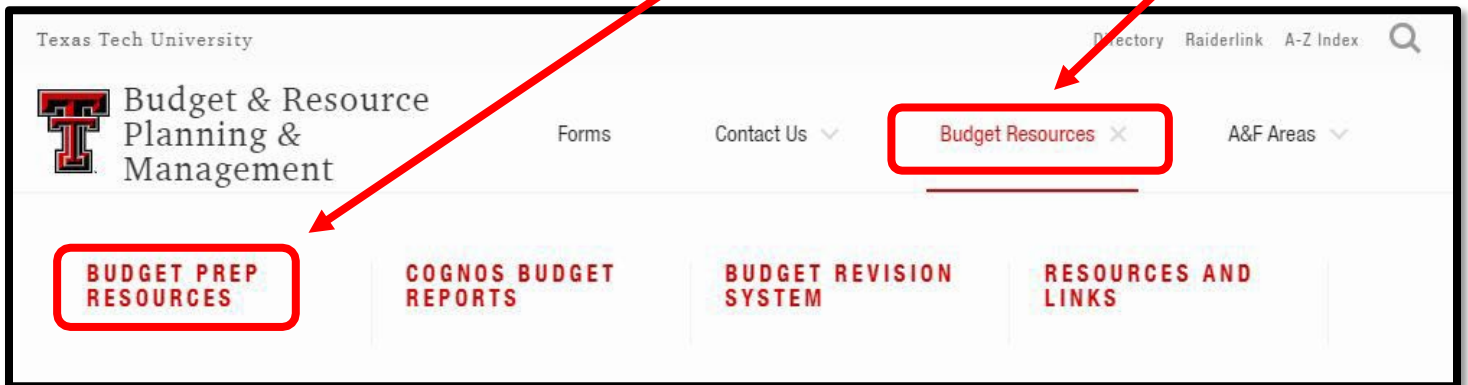 Texas Tech University
Directory Raiderlink A-Z Index
Budget & Resource
Planning &
Management
Forms Contact Us Budget Resources A&F Areas
BUDGET PREP
RESOURCES
COGNOS BUDGET
REPORTS
BUDGET REVISION
SYSTEM
RESOURCES AND
LINKS